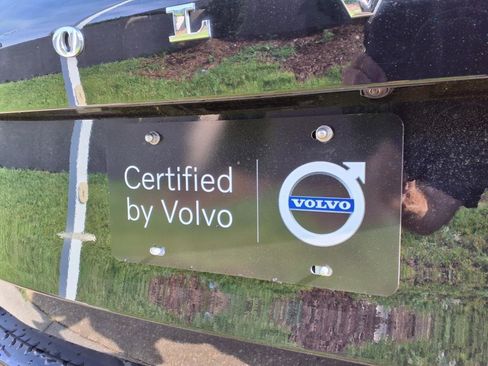 O L V
Certified
by Volvo
VOLVO